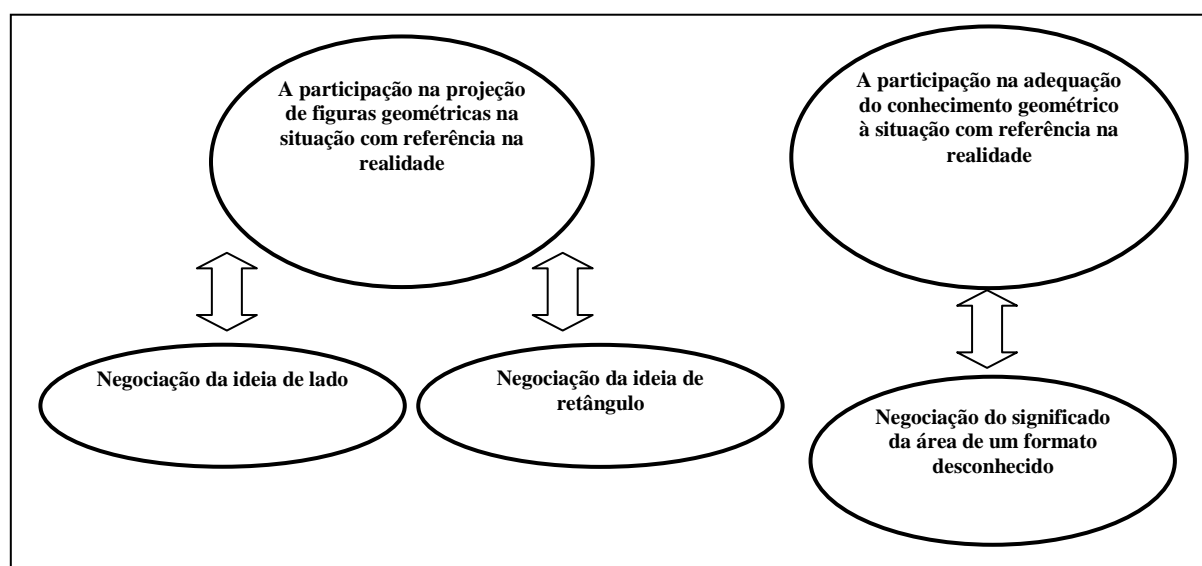 A participação na projeção
de figuras geométricas na
situação com referência na
realidade
A participação na adequação
do conhecimento geométrico
à situação com referência na
realidade
Negociação da ideia de lado
Negociação da ideia de
retângulo
Negociação do significado
da área de um formato
desconhecido